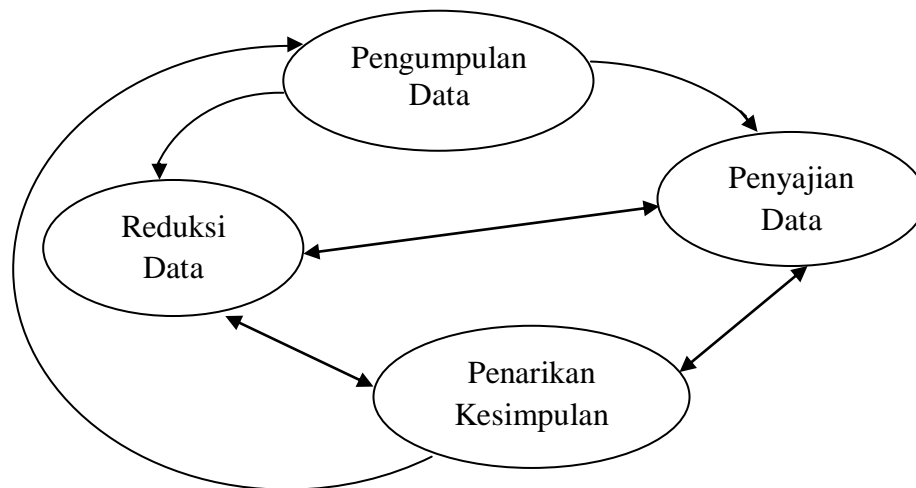 Pengumpulan
Data
Penyajian
Data
Reduksi
Data
Penarikan
Kesimpulan